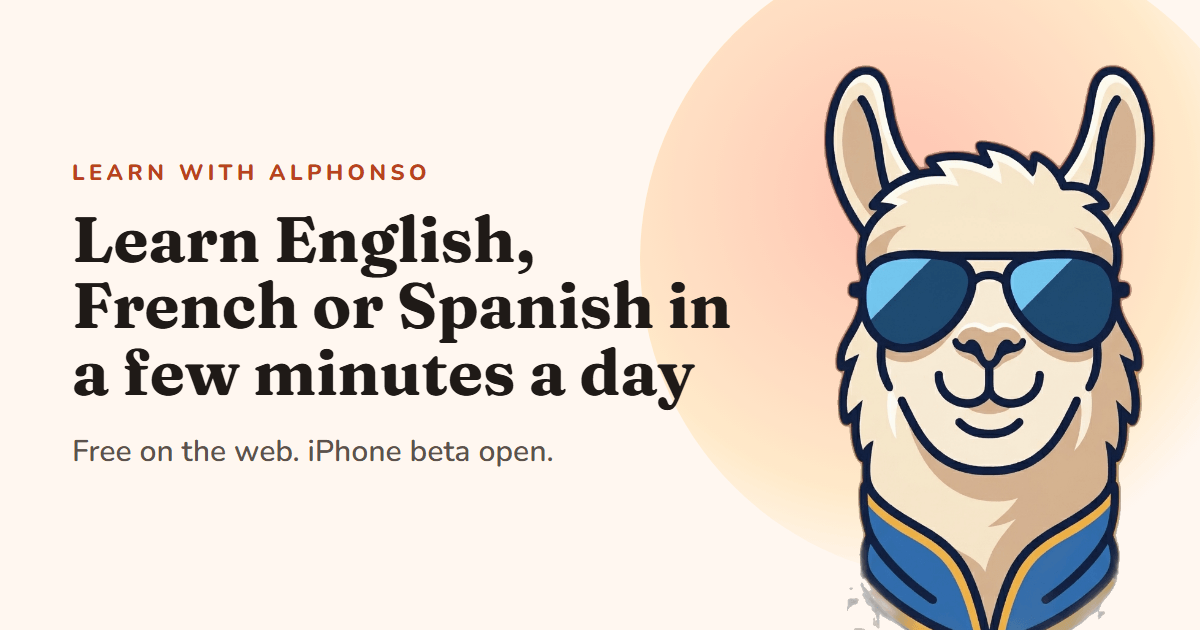 LEARN WITH ALPHONSO
Learn English,
French or Spanish in
a few minutes a day
Free on the web. iPhone beta open.